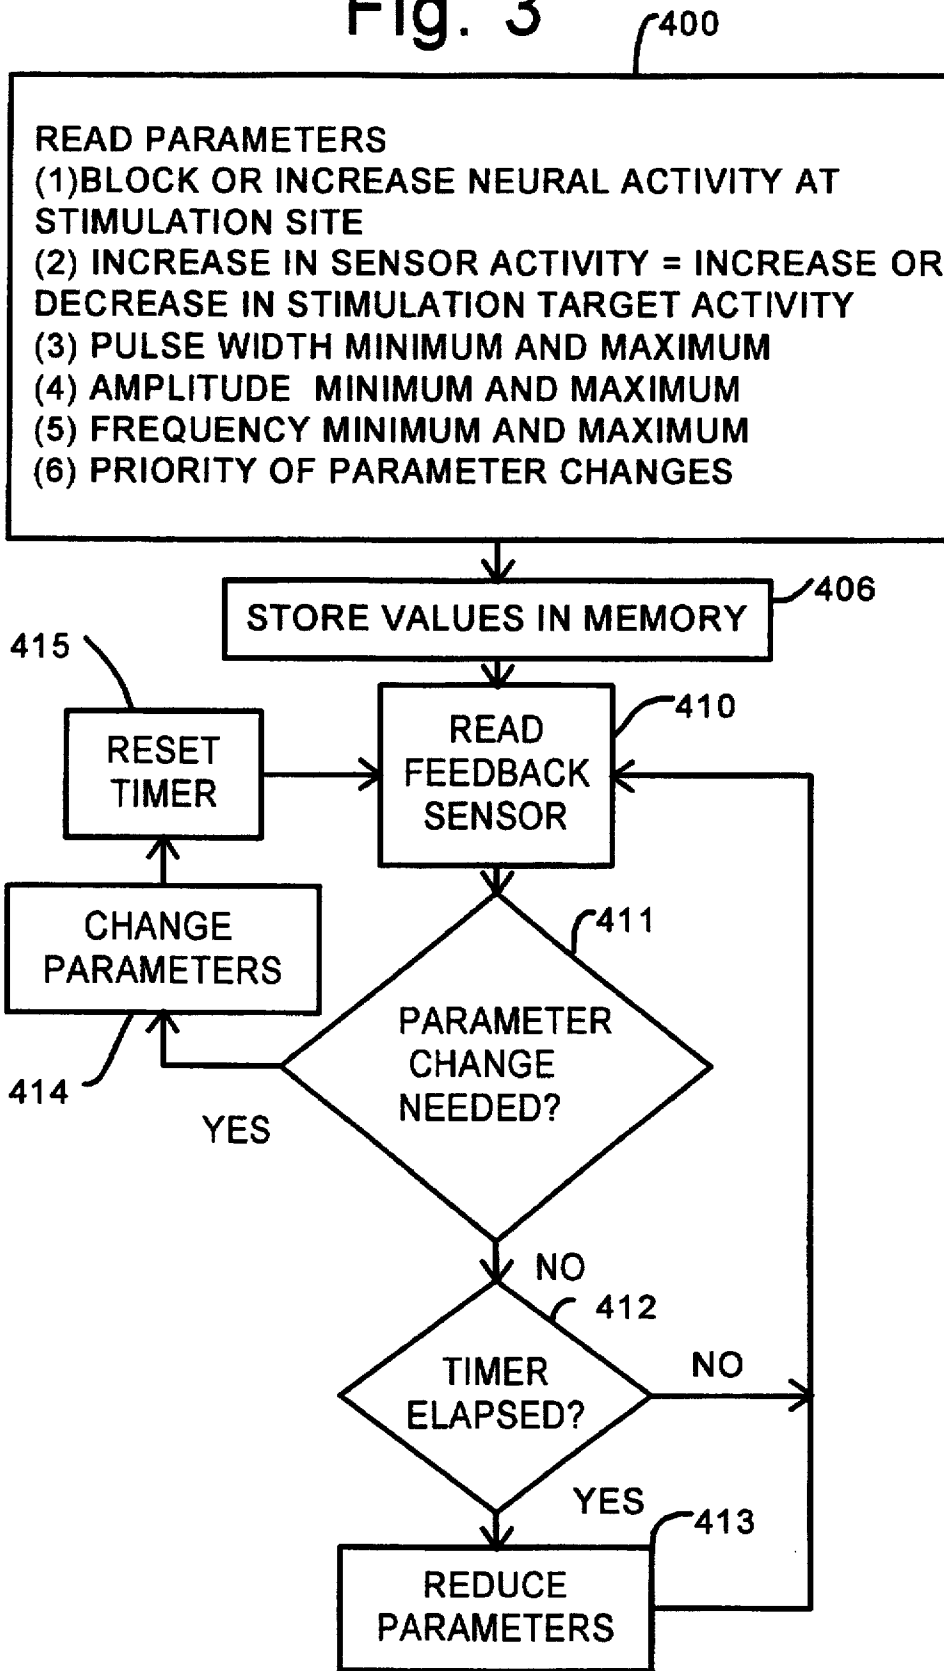 Fig. 3
400
READ PARAMETERS
(1)BLOCK OR INCREASE NEURAL ACTIVITY AT
STIMULATION SITE
(2) INCREASE IN SENSOR ACTIVITY = INCREASE OR
DECREASE IN STIMULATION TARGET ACTIVITY
(3) PULSE WIDTH MINIMUM AND MAXIMUM
(4) AMPLITUDE MINIMUM AND MAXIMUM
(5) FREQUENCY MINIMUM AND MAXIMUM
(6) PRIORITY OF PARAMETER CHANGES
406
STORE VALUES IN MEMORY
415
410
RESET
TIMER
READ
FEEDBACK
SENSOR
411
CHANGE
PARAMETERS
PARAMETER
CHANGE
NEEDED?
414
YES
NO
412
TIMER
ELAPSED?
NO
YES
413
REDUCE
PARAMETERS